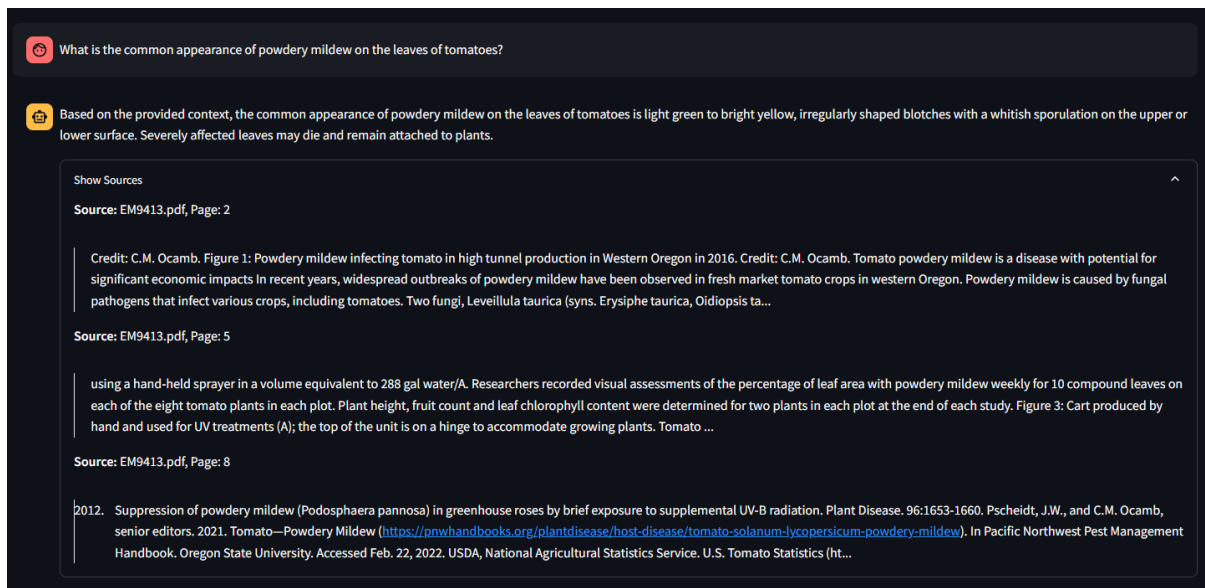 What is the common appearance of powdery mildew on the leaves of tomatoes?
Based on the provided context, the common appearance of powdery mildew on the leaves of tomatoes is light green to bright yellow, irregularly shaped blotches with a whitish sporulation on the upper or
lower surface. Severely affected leaves may die and remain attached to plants.
Show Sources
Source: EM9413.pdf, Page: 2
Credit: C.M. Ocamb. Figure 1: Powdery mildew infecting tomato in high tunnel production in Western Oregon in 2016. Credit: C.M. Ocamb. Tomato powdery mildew is a disease with potential for
significant economic impacts In recent years, widespread outbreaks of powdery mildew have been observed in fresh market tomato crops in western Oregon. Powdery mildew is caused by fungal
pathogens that infect various crops, including tomatoes. Two fungi, Leveillula taurica (syns. Erysiphe taurica, Oidiopsis ta...
Source: EM9413.pdf, Page: 5
using a hand-held sprayer in a volume equivalent to 288 gal water/A. Researchers recorded visual assessments of the percentage of leaf area with powdery mildew weekly for 10 compound leaves on
each of the eight tomato plants in each plot. Plant height, fruit count and leaf chlorophyll content were determined for two plants in each plot at the end of each study. Figure 3: Cart produced by
hand and used for UV treatments (A); the top of the unit is on a hinge to accommodate growing plants. Tomato ...
Source: EM9413.pdf, Page: 8
2012. Suppression of powdery mildew (Podosphaera pannosa) in greenhouse roses by brief exposure to supplemental UV-B radiation. Plant Disease. 96:1653-1660. Pscheidt, J.W., and C.M. Ocamb,
senior editors. 2021. Tomato—Powdery Mildew (https://pnwhandbooks.org/plantdisease/host-disease/tomato-solanum-lycopersicum-powdery-mildew). In Pacific Northwest Pest Management
Handbook. Oregon State University. Accessed Feb. 22, 2022. USDA, National Agricultural Statistics Service. U.S. Tomato Statistics (ht...